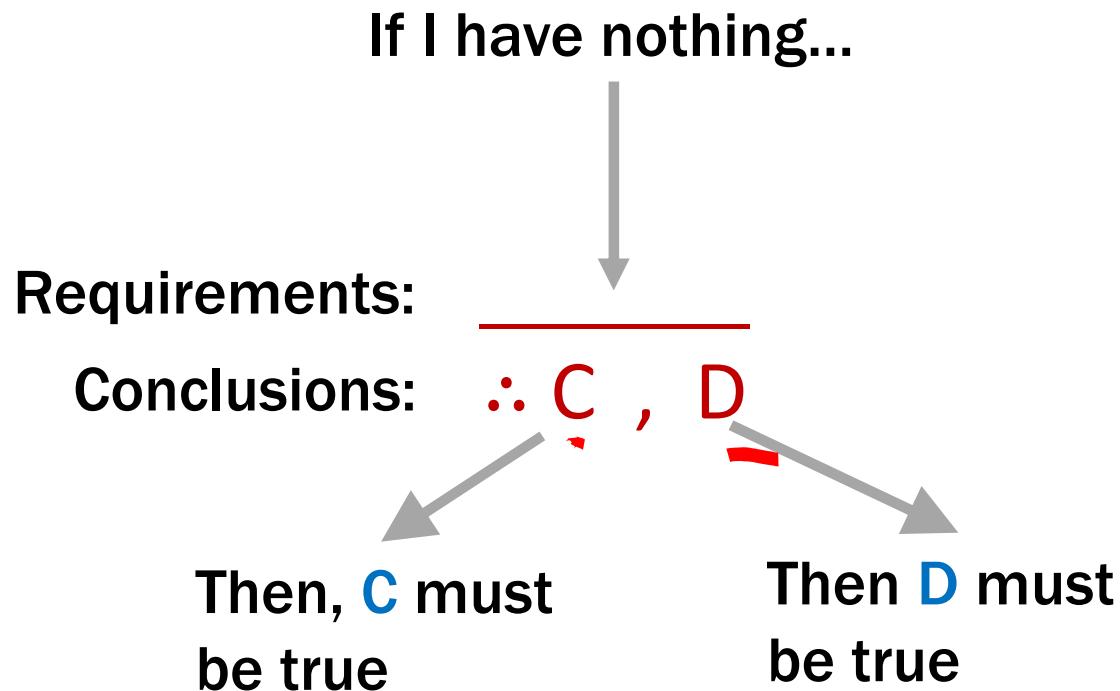 If I have nothing...
Requirements:
Conclusions: ∴ C , D
Then, C must
be true
Then D must
be true